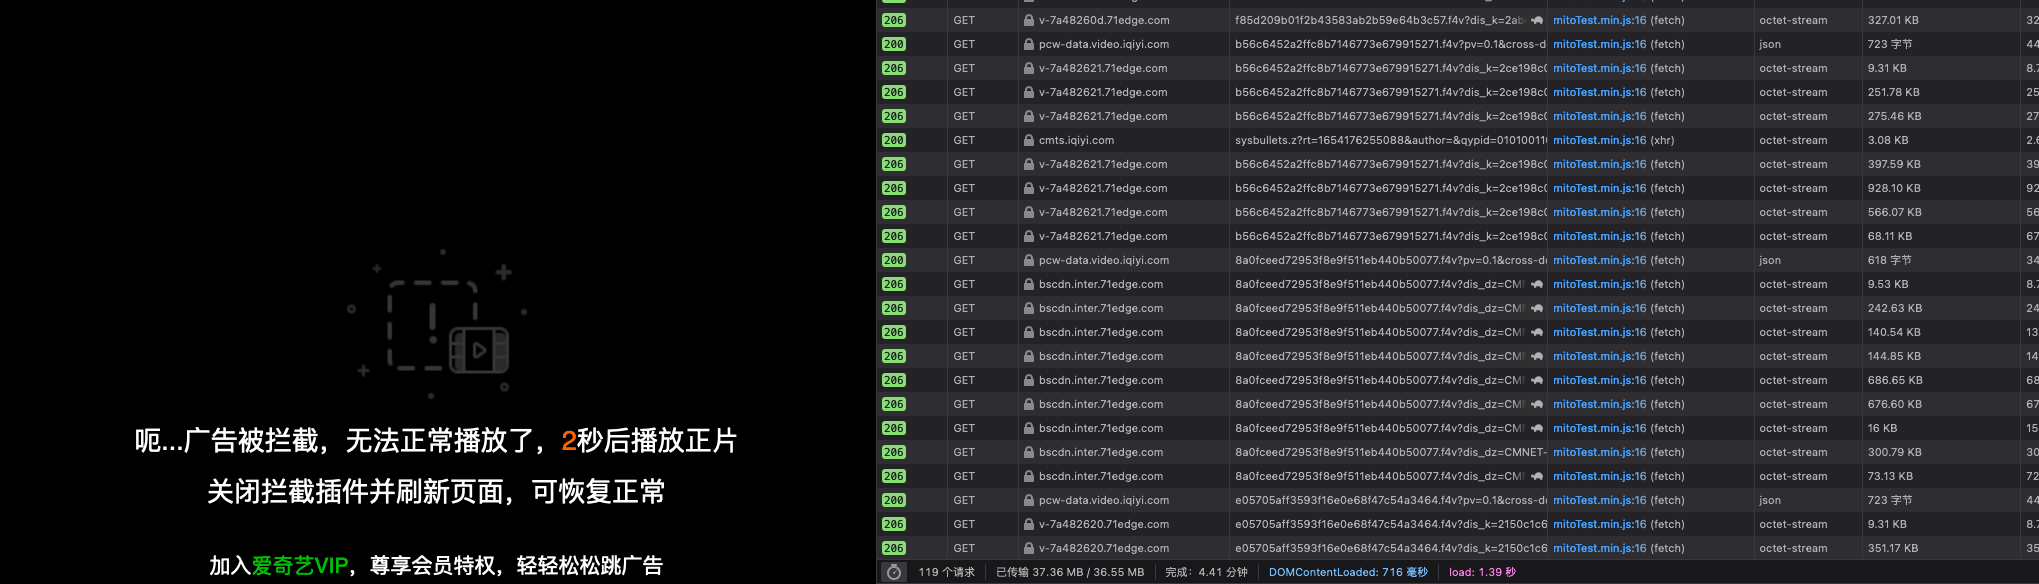 呃...广告被拦截，无法正常播放了，2秒后播放正片
关闭拦截插件并刷新页面，可恢复正常
加入爱奇艺VIP，尊享会员特权，轻轻松松跳广告
206 GET v-7a48260d.71edge.com f85d209b01f2b43583ab2b59e64b3c57.f4v?dis_k=2ab mitoTest.min.js:16 (fetch) octet-stream 327.01 KB 32
200 GET pcw-data.video.iqiyi.com b56c6452a2ffc8b7146773e679915271.f4v?pv=0.1&cross-d mitoTest.min.js:16 (fetch) json 723 字节 44
206 GET v-7a482621.71edge.com b56c6452a2ffc8b7146773e679915271.f4v?dis_k=2ce198c0 mitoTest.min.js:16 (fetch) octet-stream 9.31 KB 8.7
206 GET v-7a482621.71edge.com b56c6452a2ffc8b7146773e679915271.f4v?dis_k=2ce198c0 mitoTest.min.js:16 (fetch) octet-stream 251.78 KB 25
206 GET v-7a482621.71edge.com b56c6452a2ffc8b7146773e679915271.f4v?dis_k=2ce198c0 mitoTest.min.js:16 (fetch) octet-stream 275.46 KB 27
200 GET cmts.iqiyi.com sysbullets.z?rt=1654176255088&author=&qypid=010100110 mitoTest.min.js:16 (xhr) octet-stream 3.08 KB 2.6
206 GET v-7a482621.71edge.com b56c6452a2ffc8b7146773e679915271.f4v?dis_k=2ce198c0 mitoTest.min.js:16 (fetch) octet-stream 397.59 KB 39
206 GET v-7a482621.71edge.com b56c6452a2ffc8b7146773e679915271.f4v?dis_k=2ce198c0 mitoTest.min.js:16 (fetch) octet-stream 928.10 KB 92
206 GET v-7a482621.71edge.com b56c6452a2ffc8b7146773e679915271.f4v?dis_k=2ce198c0 mitoTest.min.js:16 (fetch) octet-stream 566.07 KB 56
206 GET v-7a482621.71edge.com b56c6452a2ffc8b7146773e679915271.f4v?dis_k=2ce198c0 mitoTest.min.js:16 (fetch) octet-stream 68.11 KB 67
200 GET pcw-data.video.iqiyi.com 8a0fceed72953f8e9f511eb440b50077.f4v?pv=0.1&cross-do mitoTest.min.js:16 (fetch) json 618 字节 34
206 GET bscdn.inter.71edge.com 8a0fceed72953f8e9f511eb440b50077.f4v?dis_dz=CMN mitoTest.min.js:16 (fetch) octet-stream 9.53 KB 8.7
206 GET bscdn.inter.71edge.com 8a0fceed72953f8e9f511eb440b50077.f4v?dis_dz=CMN mitoTest.min.js:16 (fetch) octet-stream 242.63 KB 24
206 GET bscdn.inter.71edge.com 8a0fceed72953f8e9f511eb440b50077.f4v?dis_dz=CMN mitoTest.min.js:16 (fetch) octet-stream 140.54 KB 13
206 GET bscdn.inter.71edge.com 8a0fceed72953f8e9f511eb440b50077.f4v?dis_dz=CMN mitoTest.min.js:16 (fetch) octet-stream 144.85 KB 14
206 GET bscdn.inter.71edge.com 8a0fceed72953f8e9f511eb440b50077.f4v?dis_dz=CMN mitoTest.min.js:16 (fetch) octet-stream 686.65 KB 68
206 GET bscdn.inter.71edge.com 8a0fceed72953f8e9f511eb440b50077.f4v?dis_dz=CMN mitoTest.min.js:16 (fetch) octet-stream 676.60 KB 67
206 GET bscdn.inter.71edge.com 8a0fceed72953f8e9f511eb440b50077.f4v?dis_dz=CMN mitoTest.min.js:16 (fetch) octet-stream 16 KB 15
206 GET bscdn.inter.71edge.com 8a0fceed72953f8e9f511eb440b50077.f4v?dis_dz=CMNET- mitoTest.min.js:16 (fetch) octet-stream 300.79 KB 30
206 GET bscdn.inter.71edge.com 8a0fceed72953f8e9f511eb440b50077.f4v?dis_dz=CMN mitoTest.min.js:16 (fetch) octet-stream 73.13 KB 72
200 GET pcw-data.video.iqiyi.com e05705aff3593f16e0e68f47c54a3464.f4v?pv=0.1&cross-do mitoTest.min.js:16 (fetch) json 723 字节 44
206 GET v-7a482620.71edge.com e05705aff3593f16e0e68f47c54a3464.f4v?dis_k=2150c1c6 mitoTest.min.js:16 (fetch) octet-stream 9.31 KB 8.7
206 GET v-7a482620.71edge.com e05705aff3593f16e0e68f47c54a3464.f4v?dis_k=2150c1c6 mitoTest.min.js:16 (fetch) octet-stream 351.17 KB 35
119 个请求 已传输 37.36 MB / 36.55 MB 完成：4.41 分钟 DOMContentLoaded: 716 毫秒 load: 1.39 秒